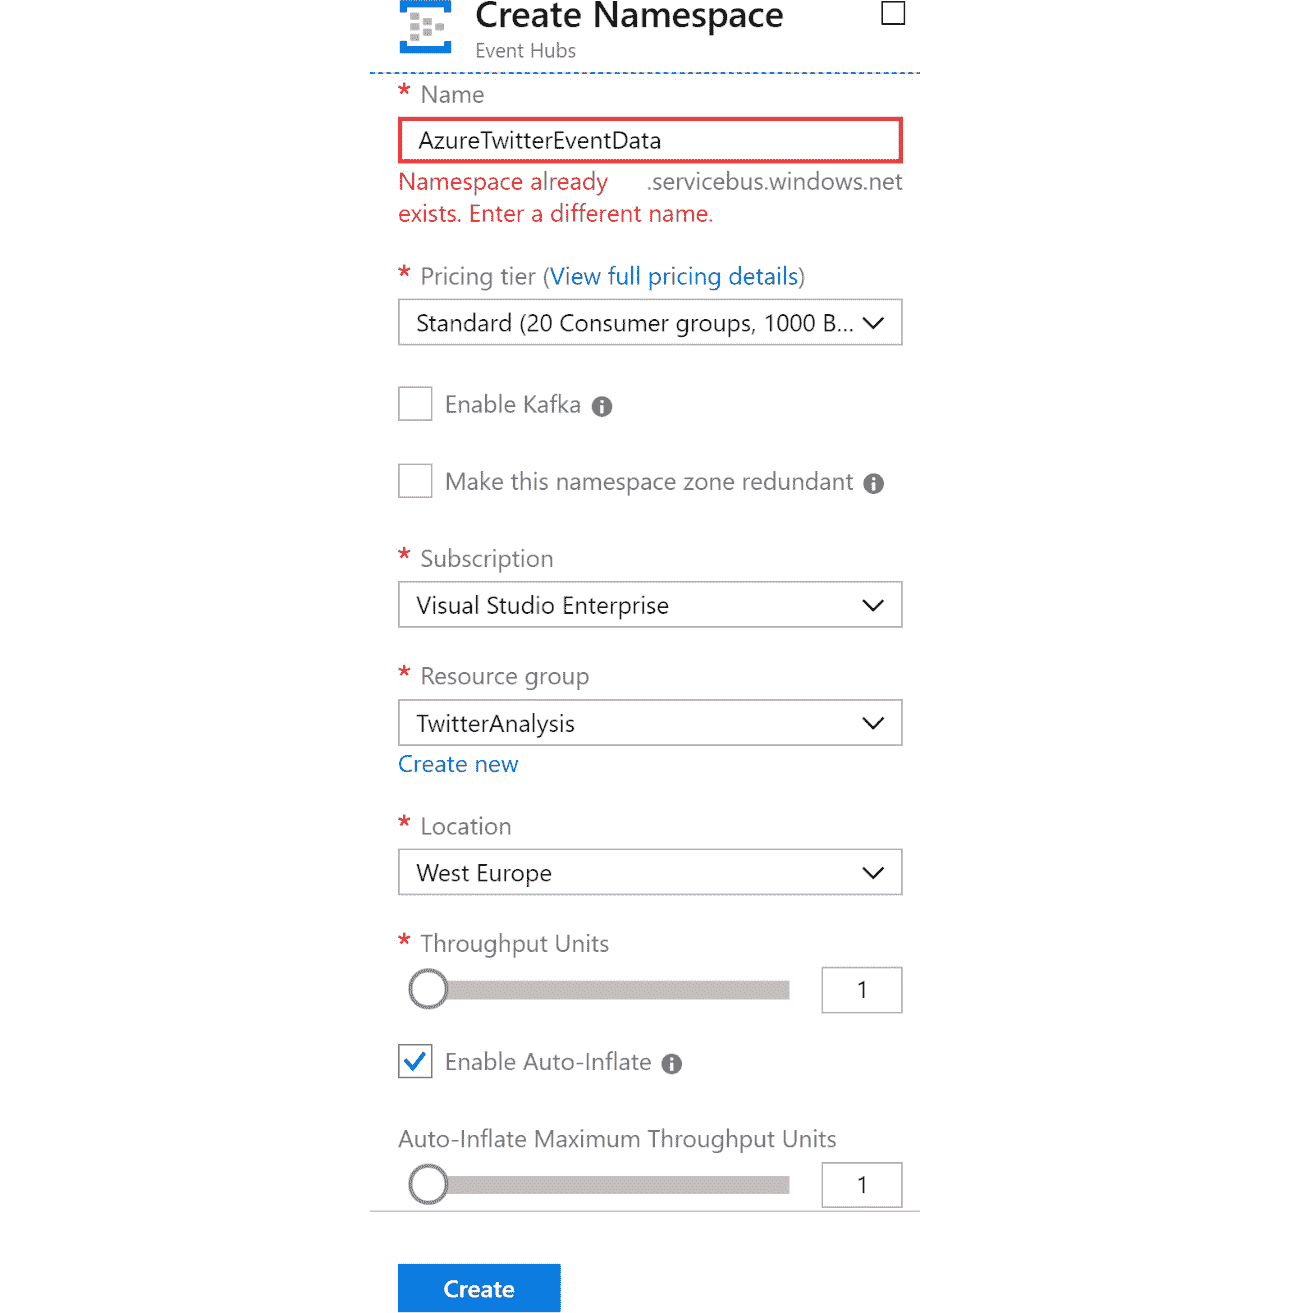 Create Namespace
Event Hubs
* Name
AzureTwitterEventData
Namespace already .servicebus.windows.net
exists. Enter a different name.
* Pricing tier (View full pricing details)
Standard (20 Consumer groups, 1000 B...
Enable Kafka
Make this namespace zone redundant
* Subscription
Visual Studio Enterprise
* Resource group
TwitterAnalysis
Create new
* Location
West Europe
* Throughput Units
1
Enable Auto-Inflate
Auto-Inflate Maximum Throughput Units
1
Create